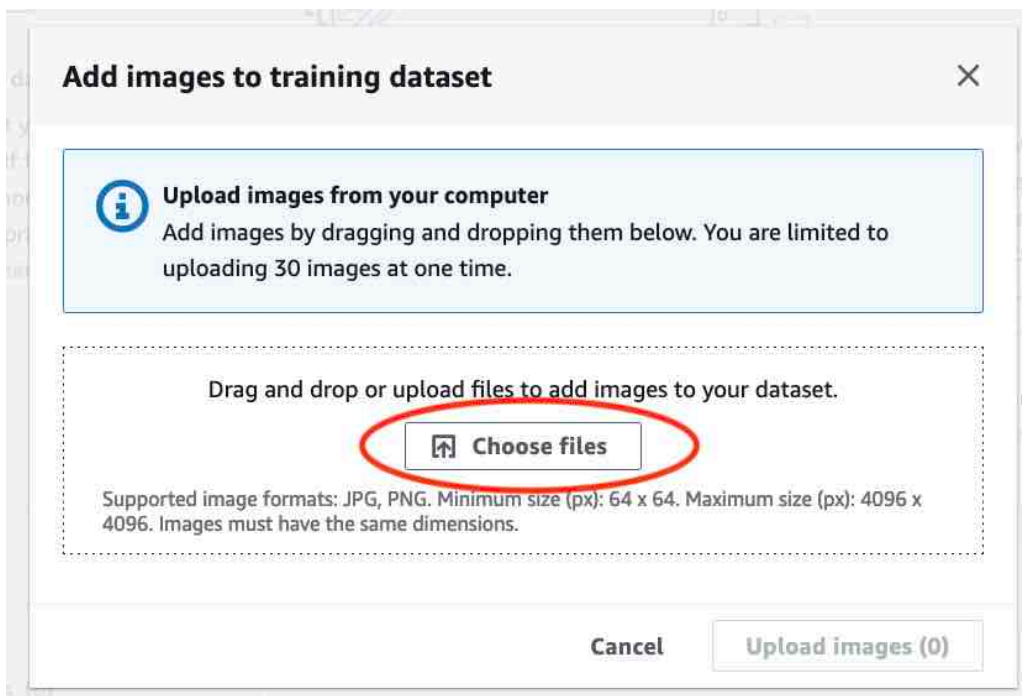 Add images to training dataset
Upload images from your computer
Add images by dragging and dropping them below. You are limited to
uploading 30 images at one time.
Drag and drop or upload files to add images to your dataset.
Choose files
Supported image formats: JPG, PNG. Minimum size (px): 64 x 64. Maximum size (px): 4096 x
4096. Images must have the same dimensions.
Cancel
Upload images (0)